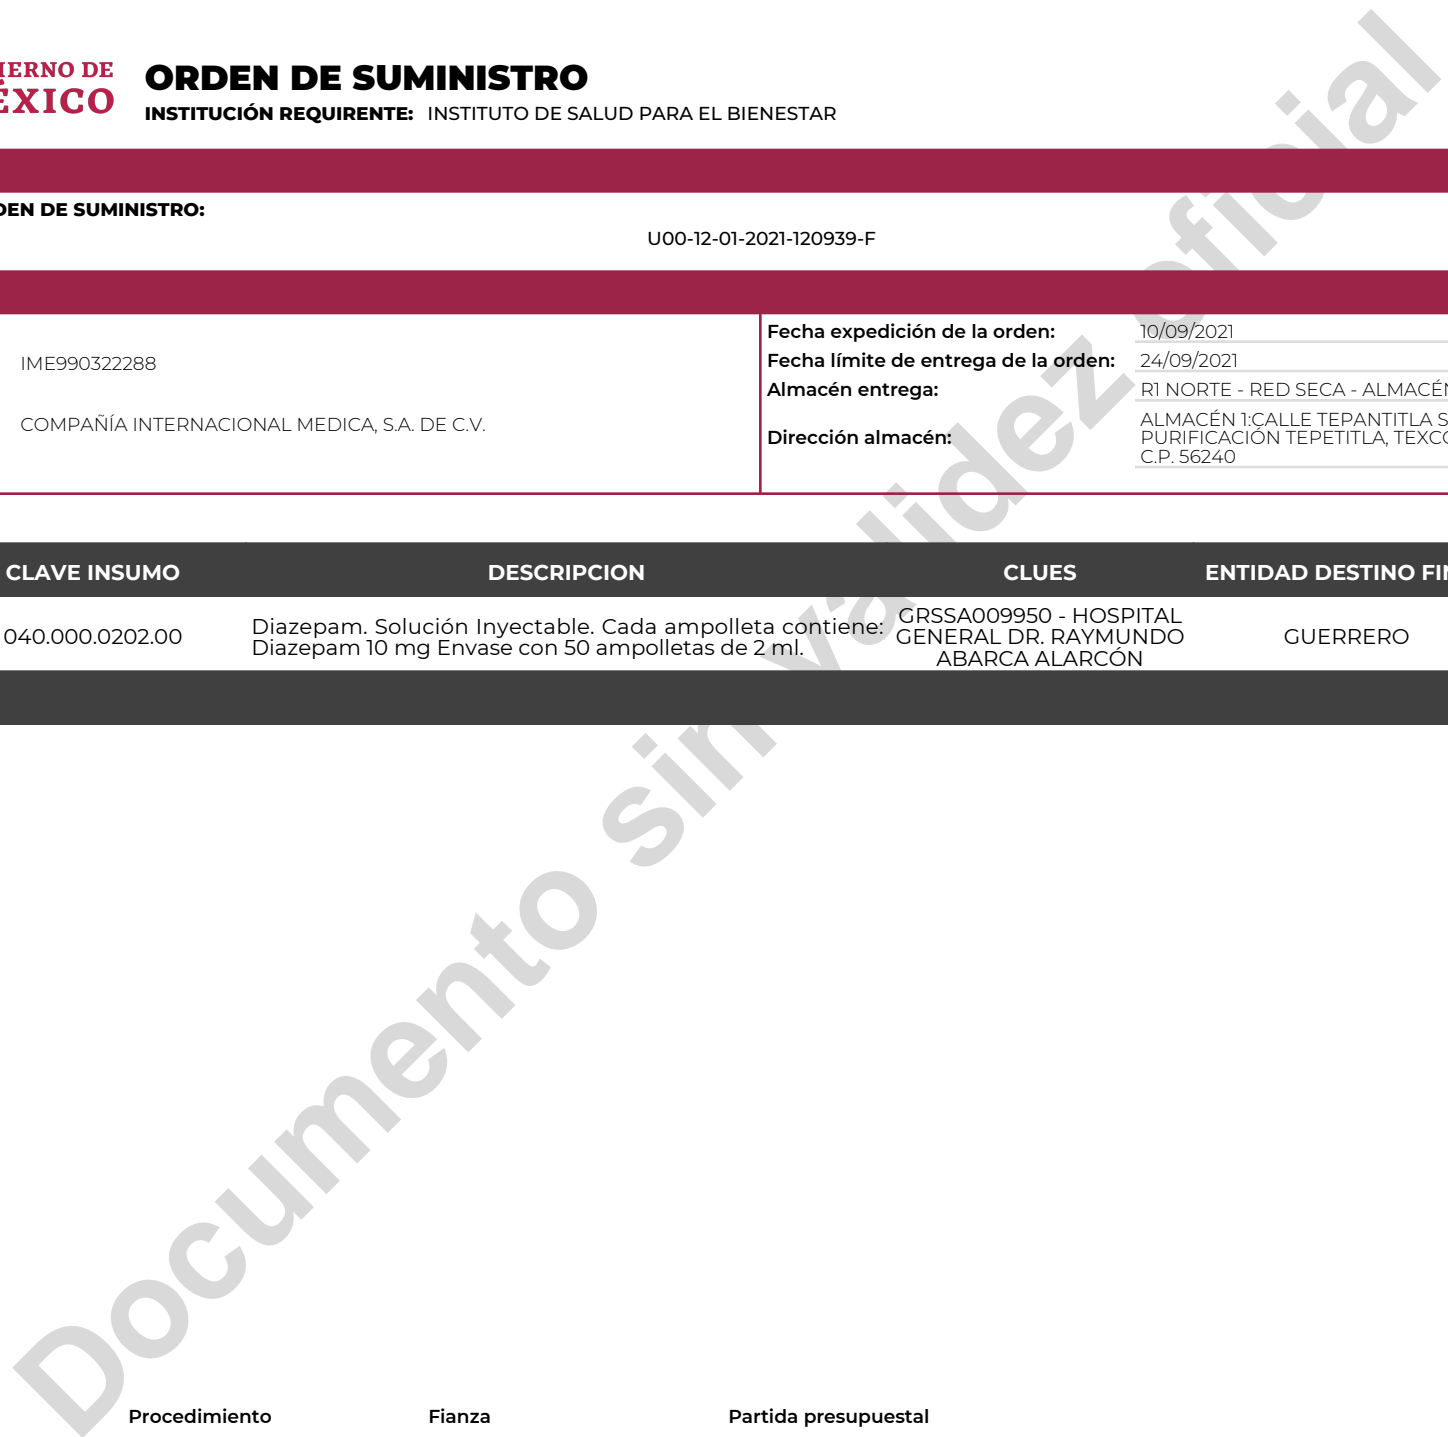 IERNO DE
ÉXICO
ORDEN DE SUMINISTRO
INSTITUCIÓN REQUIRENTE: INSTITUTO DE SALUD PARA EL BIENESTAR
DEN DE SUMINISTRO:
U00-12-01-2021-120939-F
IME990322288
COMPAÑÍA INTERNACIONAL MEDICA, S.A. DE C.V.
Fecha expedición de la orden: 10/09/2021
Fecha límite de entrega de la orden: 24/09/2021
Almacén entrega: R1 NORTE - RED SECA - ALMACÉN
Dirección almacén:
ALMACÉN 1:CALLE TEPANTITLA S
PURIFICACIÓN TEPETITLA, TEXCO
C.P. 56240
CLAVE INSUMO DESCRIPCION CLUES ENTIDAD DESTINO FIN
040.000.0202.00
Diazepam. Solución Inyectable. Cada ampolleta contiene:
Diazepam 10 mg Envase con 50 ampolletas de 2 ml.
GRSSA009950 - HOSPITAL
GENERAL DR. RAYMUNDO
ABARCA ALARCÓN
GUERRERO
Documento sin validez oficial
Procedimiento Fianza Partida presupuestal